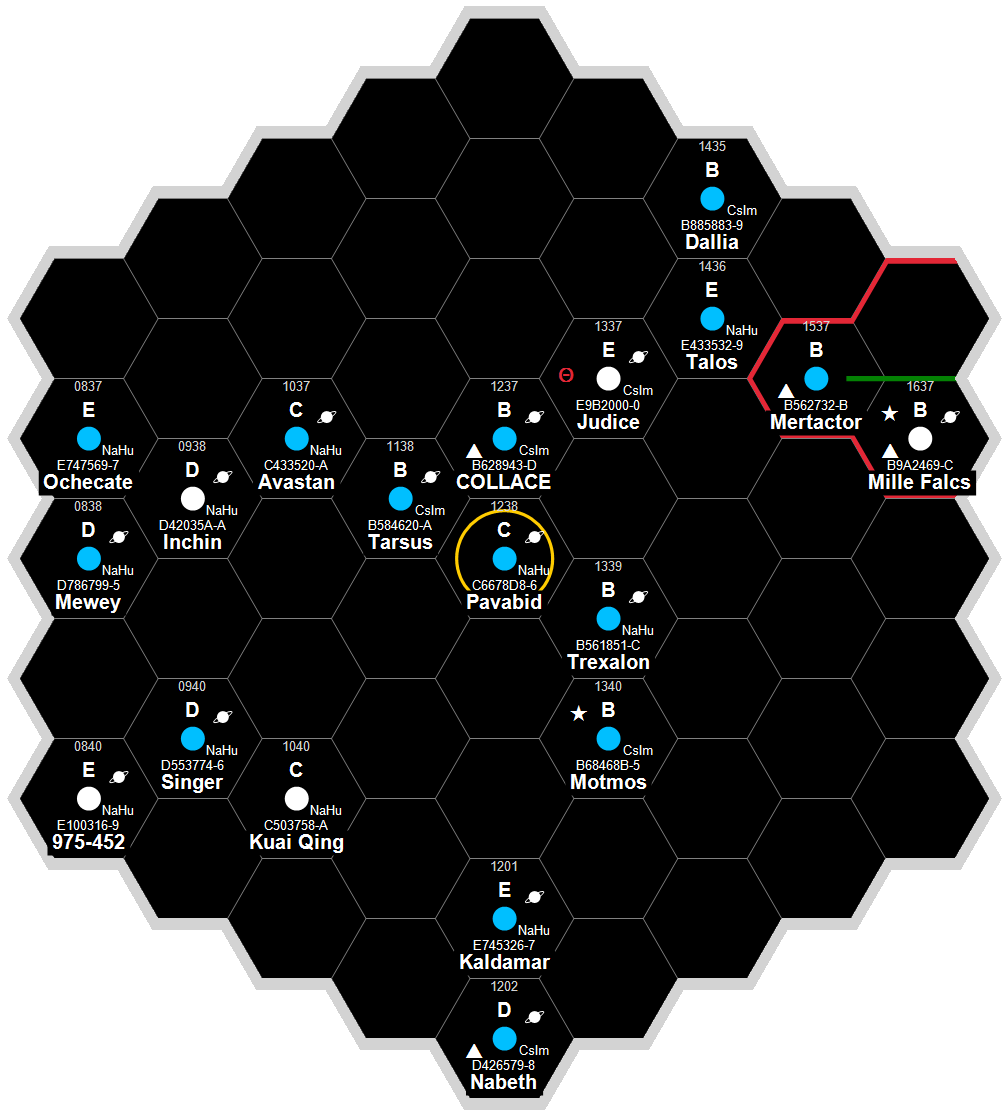 1435
B
CsIm
B885883-9
Dallia
1436
E
NaHu
E433532-9
Talos
1337
E
Θ
CsIm
E9B2000-0
Judice
1537
B
B562732-B
Mertactor
0837
E
NaHu
E747569-7
Ochecate
1037
C
NaHu
C433520-A
Avastan
1237
B
CsIm
B628943-D
COLLACE
1637
B
B9A2469-C
Mille Falcs
0938
D
NaHu
D42035A-A
Inchin
1138
B
CsIm
B584620-A
Tarsus
0838
D
NaHu
D786799-5
Mewey
1238
C
NaHu
C6678D8-6
Pavabid
1339
B
NaHu
B561851-C
Trexalon
0940
D
NaHu
D553774-6
Singer
1340
B
CsIm
B68468B-5
Motmos
0840
E
NaHu
E100316-9
975-452
1040
C
NaHu
C503758-A
Kuai Qing
1201
E
NaHu
E745326-7
Kaldamar
1202
D
CsIm
D426579-8
Nabeth